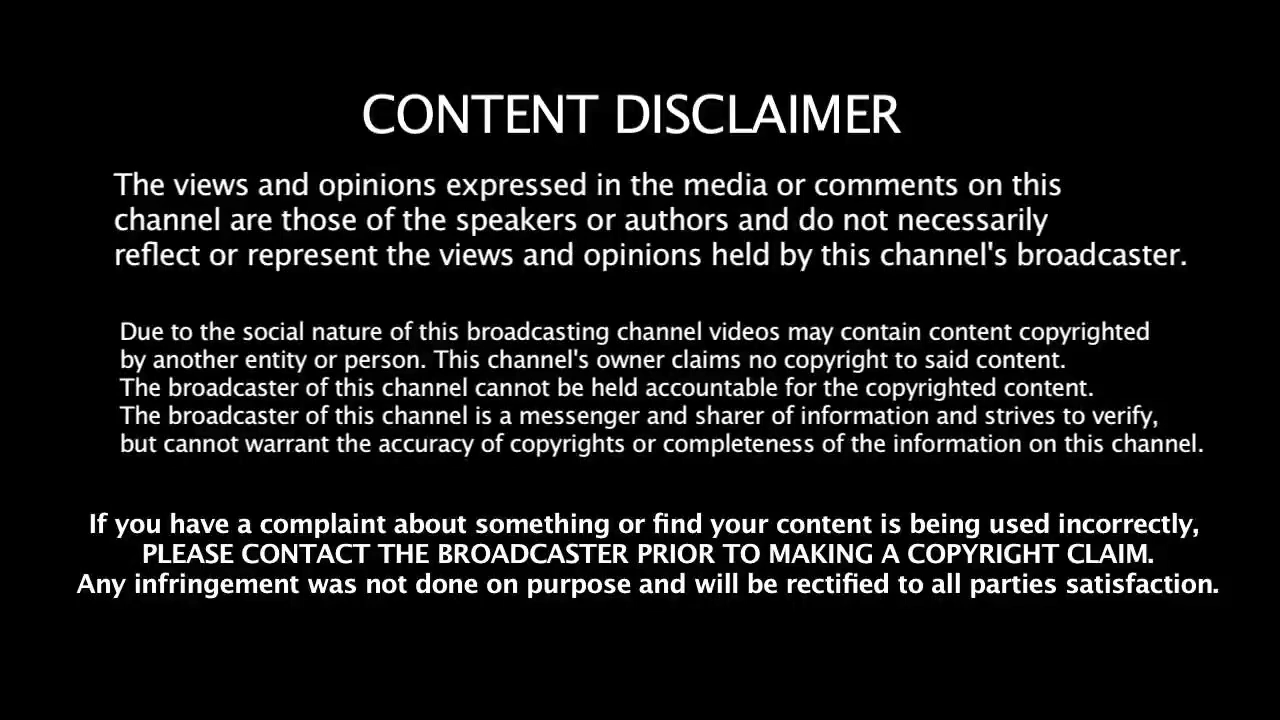 CONTENT DISCLAIMER
The views and opinions expressed in the media or comments on this
channel are those of the speakers or authors and do not necessarily
reflect or represent the views and opinions held by this channel's broadcaster.
Due to the social nature of this broadcasting channel videos may contain content copyrighted
by another entity or person. This channel's owner claims no copyright to said content.
The broadcaster of this channel cannot be held accountable for the copyrighted content.
The broadcaster of this channel is a messenger and sharer of information and strives to verify,
but cannot warrant the accuracy of copyrights or completeness of the information on this channel.
If you have a complaint about something or find your content is being used incorrectly,
PLEASE CONTACT THE BROADCASTER PRIOR TO MAKING A COPYRIGHT CLAIM.
Any infringement was not done on purpose and will be rectified to all parties satisfaction.